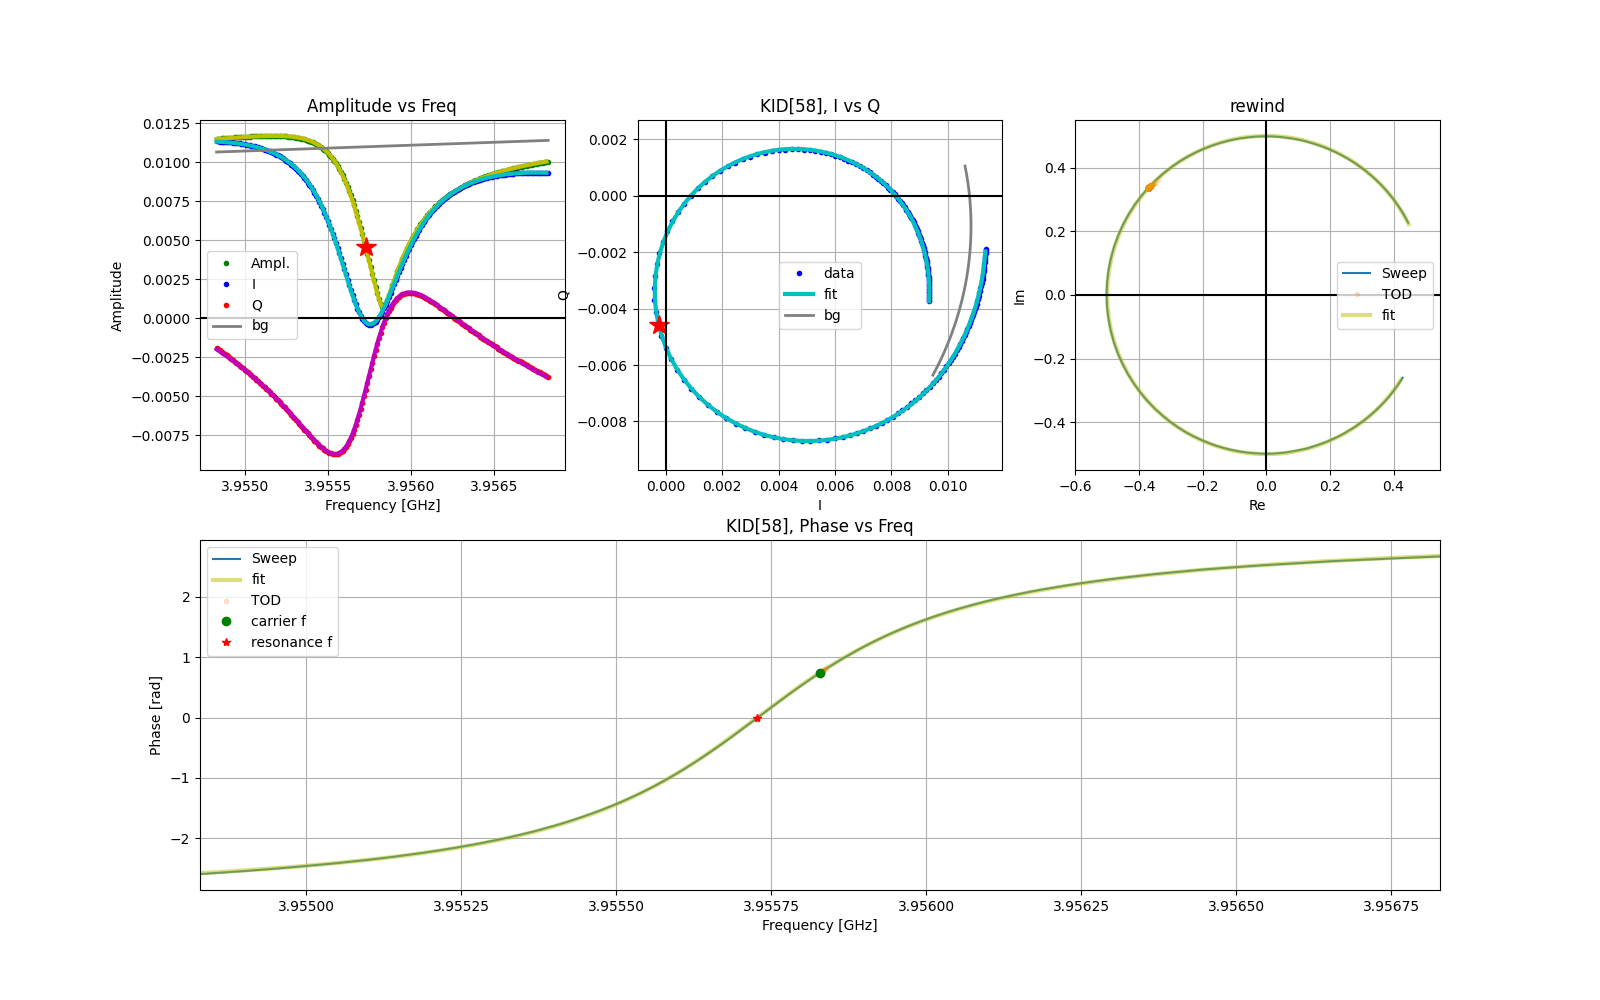 Amplitude vs Freq
0.0125
0.0100
0.0075
0.0050
0.0025
0.0000
−0.0025
−0.0050
−0.0075
Amplitude
Ampl.
I
Q
bg
3.9550
3.9555
3.9560
3.9565
Frequency [GHz]
KID[58], I vs Q
0.002
0.000
−0.002
−0.004
−0.006
−0.008
Q
data
fit
bg
0.000
0.002
0.004
0.006
0.008
0.010
I
rewind
0.4
0.2
0.0
−0.2
−0.4
Im
Sweep
TOD
fit
−0.6
−0.4
−0.2
0.0
0.2
0.4
Re
KID[58], Phase vs Freq
2
1
0
−1
−2
Phase [rad]
Sweep
fit
TOD
carrier f
resonance f
3.95500
3.95525
3.95550
3.95575
3.95600
3.95625
3.95650
3.95675
Frequency [GHz]